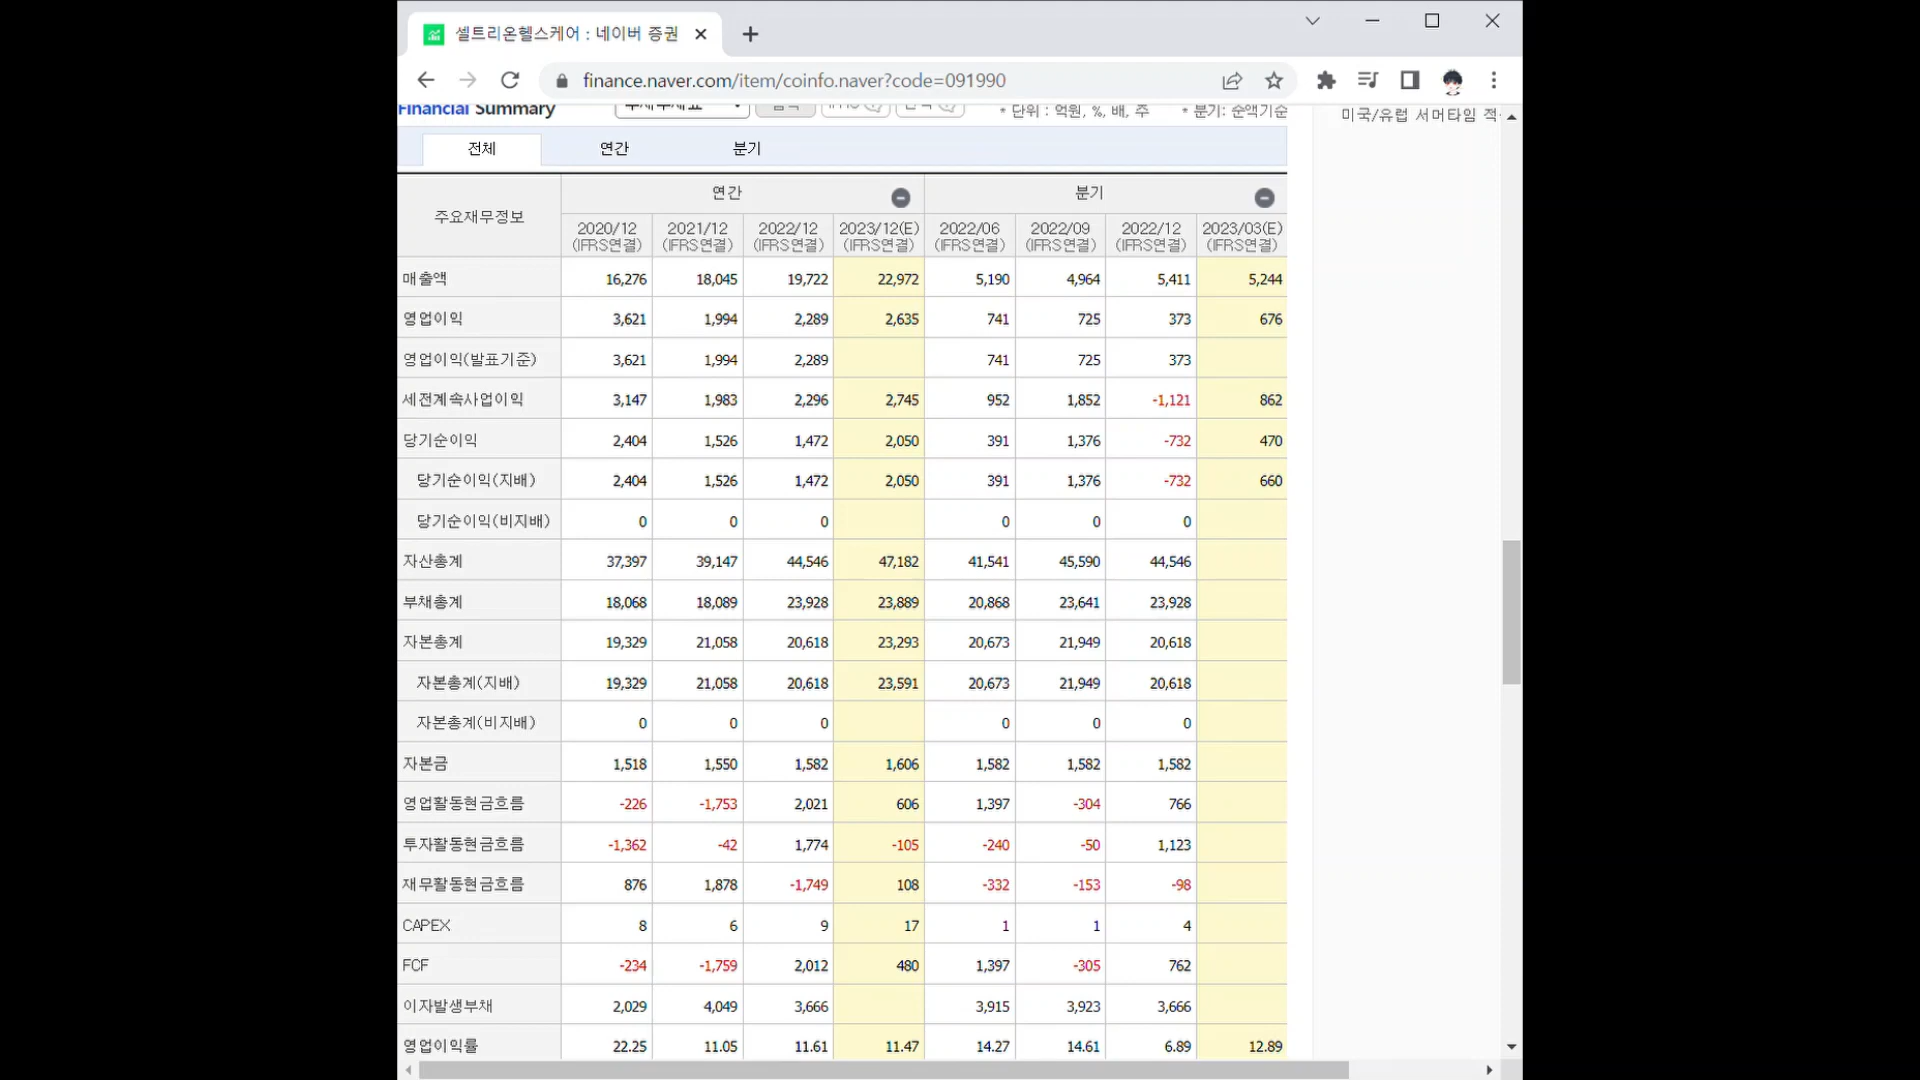 셀트리온헬스케어 : 네이버 증권
finance.naver.com/item/coinfo.naver?code=091990
Financial Summary
* 단위 : 억원, %, 배, 주 * 분기: 순액기준
미국/유럽 서머타임 적
전체 연간 분기
주요재무정보 연간 분기
2020/12 2021/12 2022/12 2023/12(E) 2022/06 2022/09 2022/12 2023/03(E)
(IFRS연결) (IFRS연결) (IFRS연결) (IFRS연결) (IFRS연결) (IFRS연결) (IFRS연결) (IFRS연결)
매출액 16,276 18,045 19,722 22,972 5,190 4,964 5,411 5,244
영업이익 3,621 1,994 2,289 2,635 741 725 373 676
영업이익(발표기준) 3,621 1,994 2,289 741 725 373
세전계속사업이익 3,147 1,983 2,296 2,745 952 1,852 -1,121 862
당기순이익 2,404 1,526 1,472 2,050 391 1,376 -732 470
당기순이익(지배) 2,404 1,526 1,472 2,050 391 1,376 -732 660
당기순이익(비지배) 0 0 0 0 0 0
자산총계 37,397 39,147 44,546 47,182 41,541 45,590 44,546
부채총계 18,068 18,089 23,928 23,889 20,868 23,641 23,928
자본총계 19,329 21,058 20,618 23,293 20,673 21,949 20,618
자본총계(지배) 19,329 21,058 20,618 23,591 20,673 21,949 20,618
자본총계(비지배) 0 0 0 0 0 0
자본금 1,518 1,550 1,582 1,606 1,582 1,582 1,582
영업활동현금흐름 -226 -1,753 2,021 606 1,397 -304 766
투자활동현금흐름 -1,362 -42 1,774 -105 -240 -50 1,123
재무활동현금흐름 876 1,878 -1,749 108 -332 -153 -98
CAPEX 8 6 9 17 1 1 4
FCF -234 -1,759 2,012 480 1,397 -305 762
이자발생부채 2,029 4,049 3,666 3,915 3,923 3,666
영업이익률 22.25 11.05 11.61 11.47 14.27 14.61 6.89 12.89